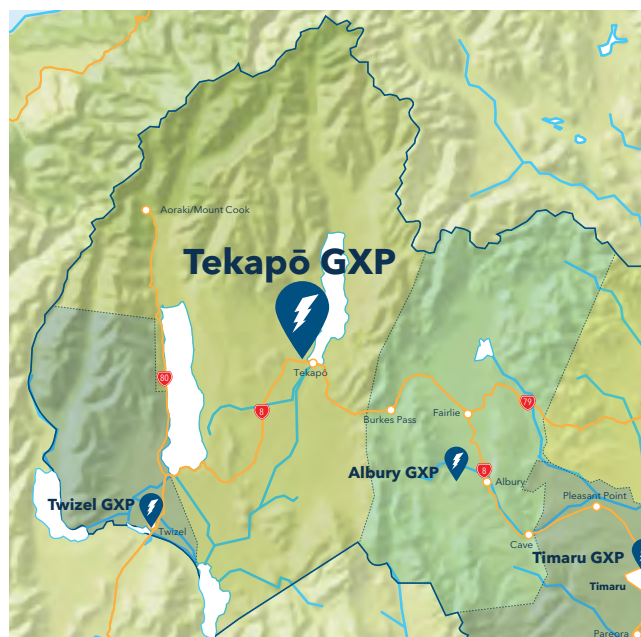 Aoraki/Mount Cook
Tekapō GXP
Tekapō
80
8
79
Burkes Pass
Fairlie
Albury GXP
8
Albury
Pleasant Point
Twizel GXP
Twizel
Cave
Timaru GXP
Timaru
Pareora